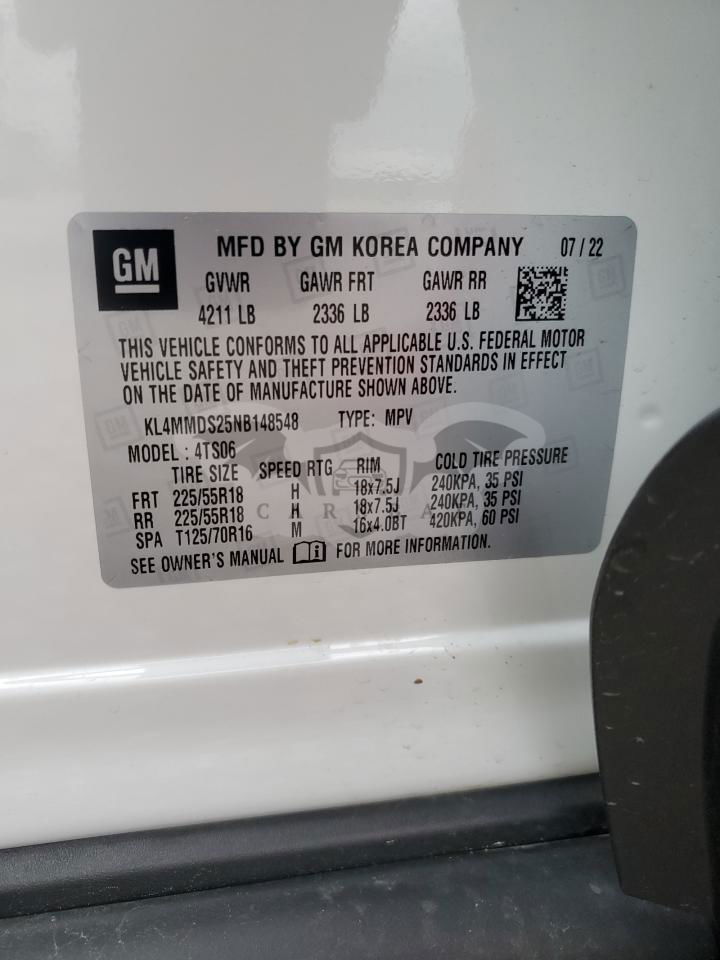 GM MFD BY GM KOREA COMPANY 07 / 22
GVWR GAWR FRT GAWR RR
4211 LB 2336 LB 2336 LB
THIS VEHICLE CONFORMS TO ALL APPLICABLE U.S. FEDERAL MOTOR
VEHICLE SAFETY AND THEFT PREVENTION STANDARDS IN EFFECT
ON THE DATE OF MANUFACTURE SHOWN ABOVE.
KL4MMDS25NB148548 TYPE: MPV
MODEL : 4TS06
TIRE SIZE SPEED RTG RIM COLD TIRE PRESSURE
FRT 225/55R18 H 18x7.5J 240KPA, 35 PSI
RR 225/55R18 H 18x7.5J 240KPA, 35 PSI
SPA T125/70R16 M 16x4.0BT 420KPA, 60 PSI
SEE OWNER'S MANUAL FOR MORE INFORMATION.